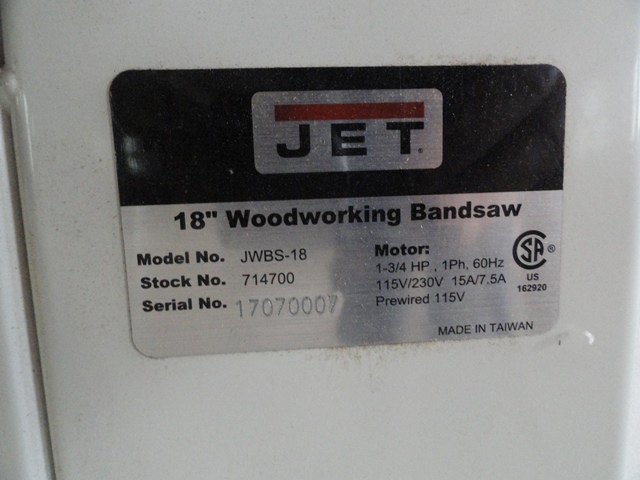 JET®
18" Woodworking Bandsaw
Model No. JWBS-18
Stock No. 714700
Serial No. 17070007
Motor:
1-3/4 HP , 1Ph, 60Hz
115V/230V 15A/7.5A
Prewired 115V
SA ®
US
162920
MADE IN TAIWAN